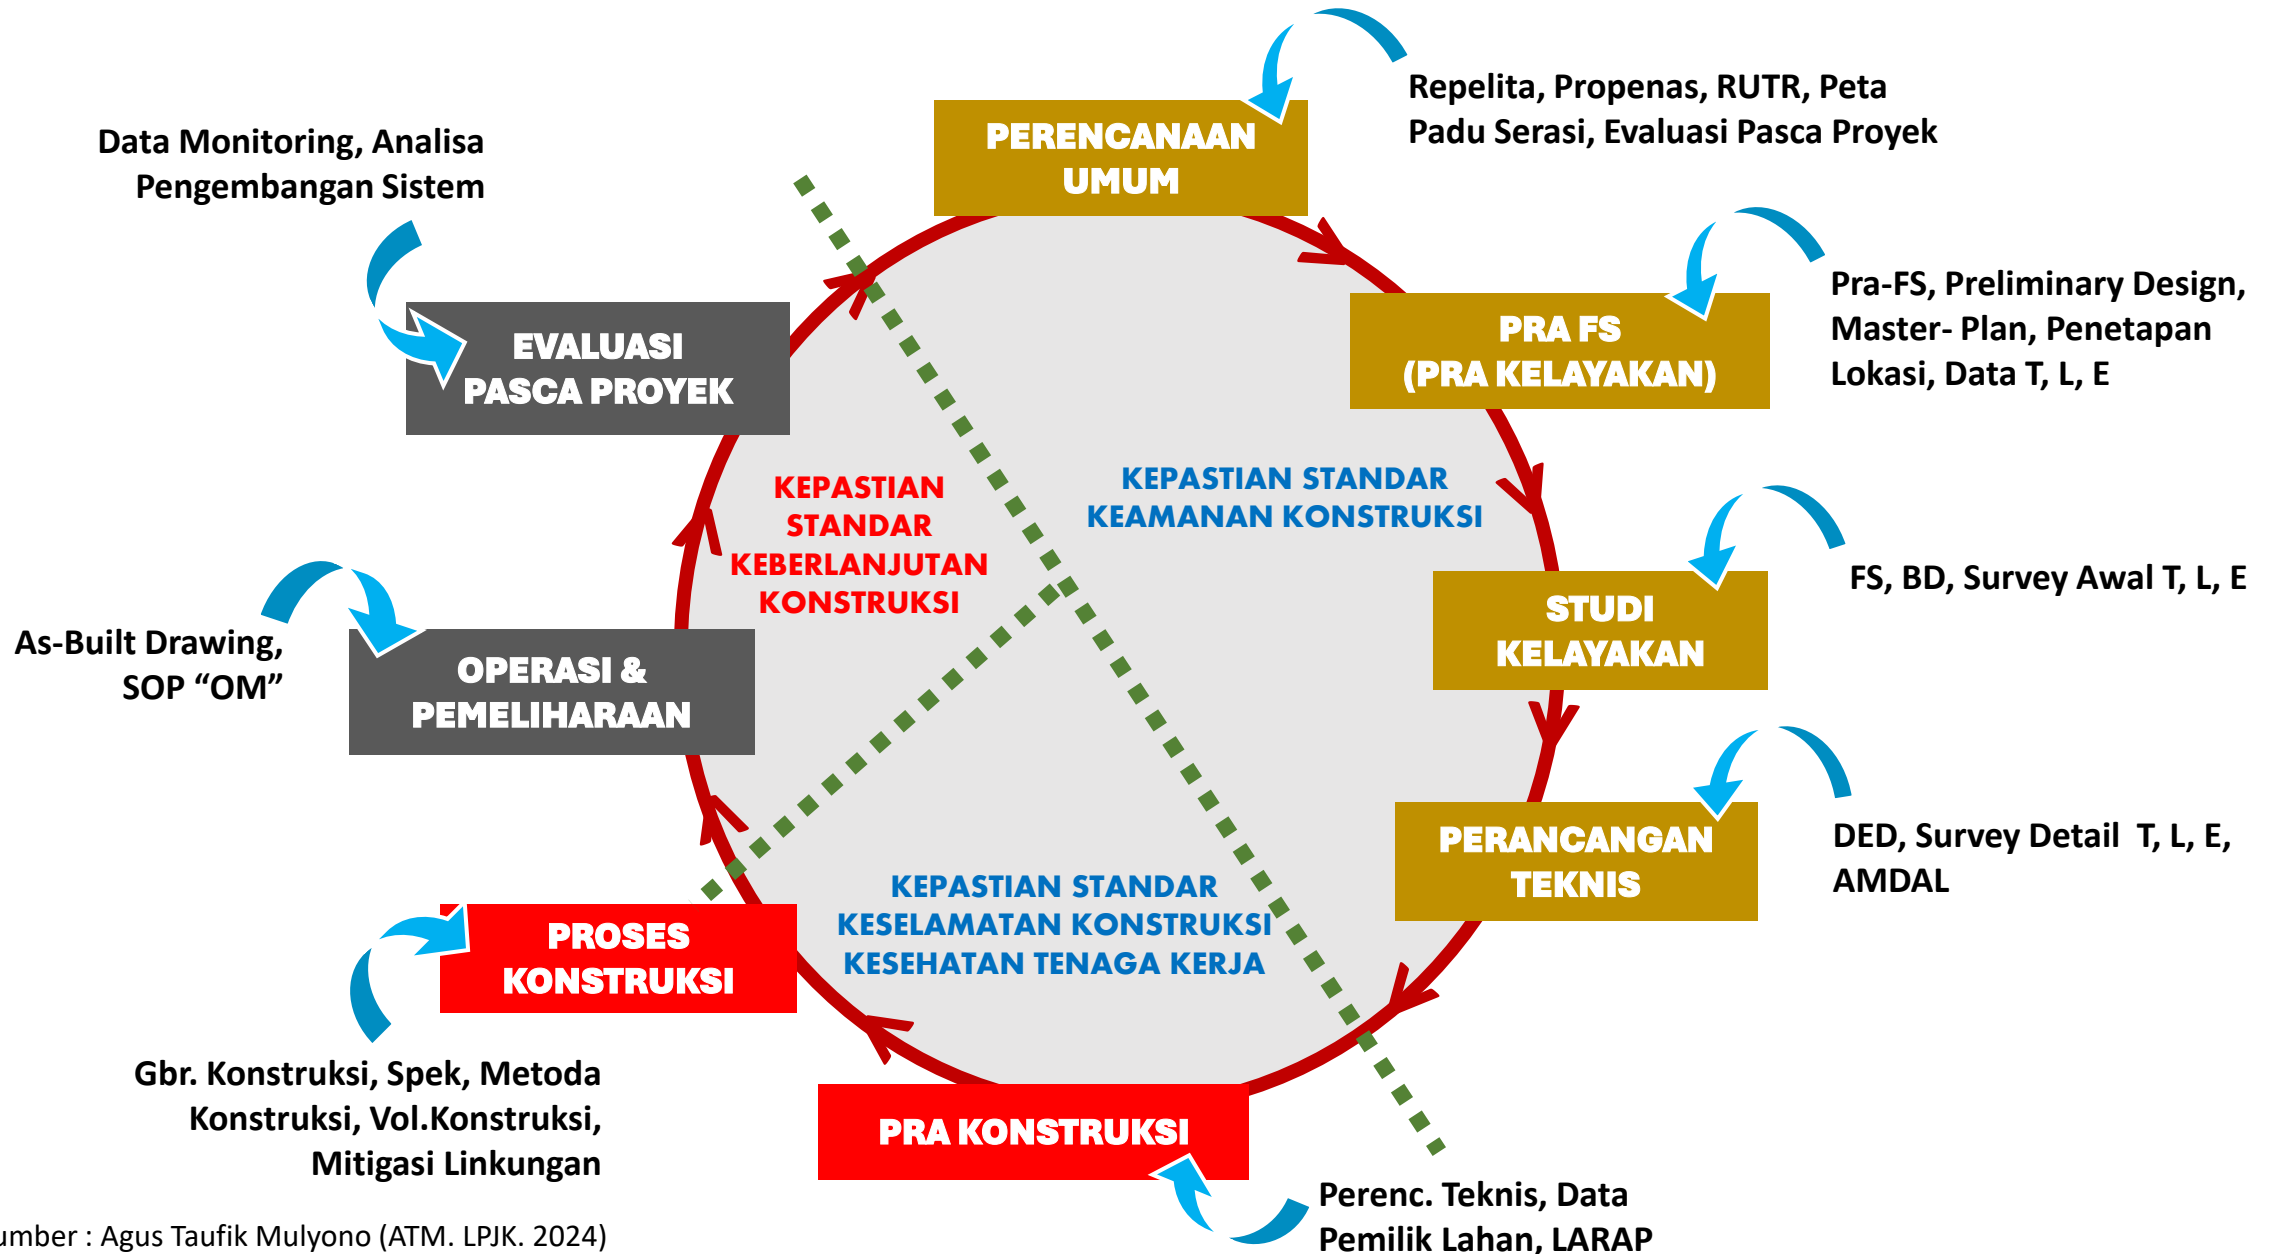 PERENCANAAN
UMUM
Repelita, Propenas, RUTR, Peta
Padu Serasi, Evaluasi Pasca Proyek
PRA FS
(PRA KELAYAKAN)
Pra-FS, Preliminary Design,
Master- Plan, Penetapan
Lokasi, Data T, L, E
STUDI
KELAYAKAN
FS, BD, Survey Awal T, L, E
PERANCANGAN
TEKNIS
DED, Survey Detail T, L, E,
AMDAL
PRA KONSTRUKSI
Perenc. Teknis, Data
Pemilik Lahan, LARAP
PROSES
KONSTRUKSI
Gbr. Konstruksi, Spek, Metoda
Konstruksi, Vol.Konstruksi,
Mitigasi Linkungan
OPERASI &
PEMELIHARAAN
As-Built Drawing,
SOP “OM”
EVALUASI
PASCA PROYEK
Data Monitoring, Analisa
Pengembangan Sistem
KEPASTIAN
STANDAR
KEBERLANJUTAN
KONSTRUKSI
KEPASTIAN STANDAR
KEAMANAN KONSTRUKSI
KEPASTIAN STANDAR
KESELAMATAN KONSTRUKSI
KESEHATAN TENAGA KERJA
umber : Agus Taufik Mulyono (ATM. LPJK. 2024)